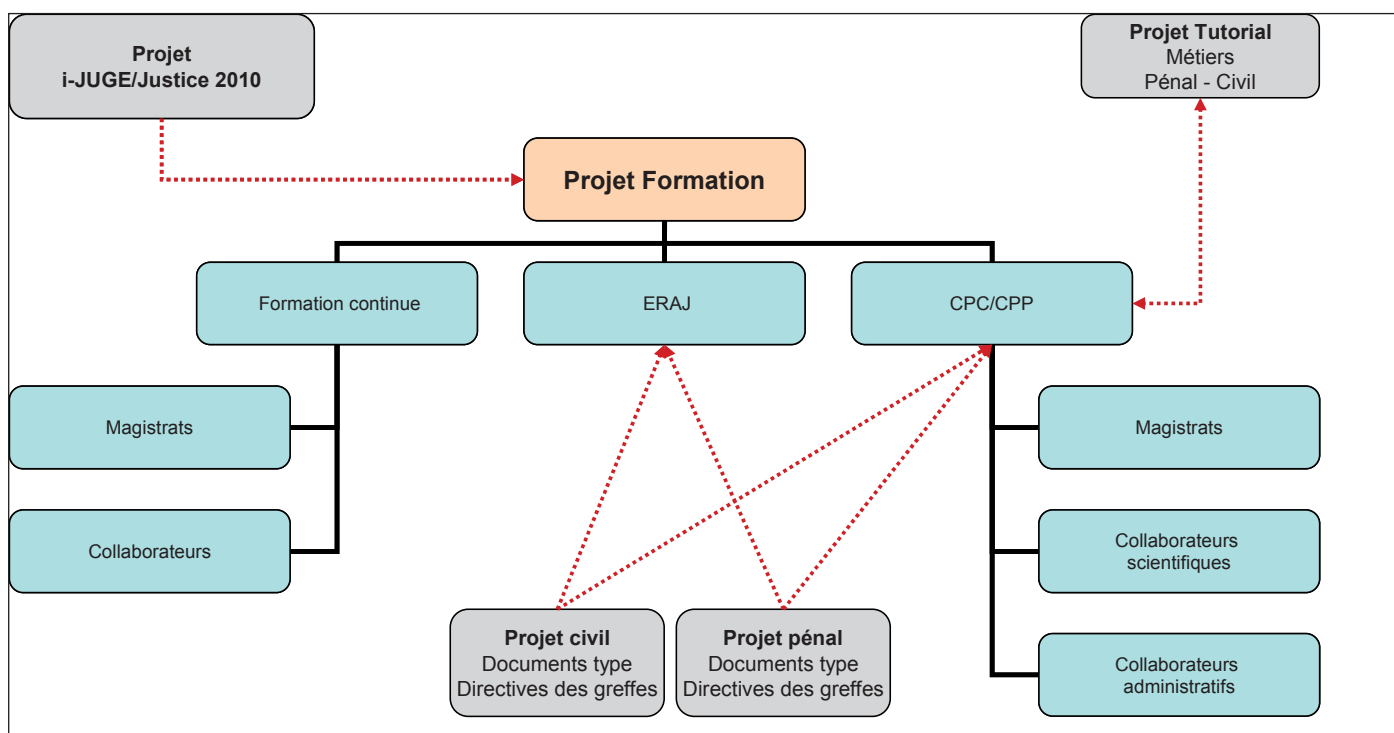 Projet
i-JUGE/Justice 2010
Projet Tutorial
Métiers
Pénal - Civil
Projet Formation
Formation continue
ERAJ
CPC/CPP
Magistrats
Collaborateurs
Magistrats
Collaborateurs
scientifiques
Collaborateurs
administratifs
Projet civil
Documents type
Directives des greffes
Projet pénal
Documents type
Directives des greffes